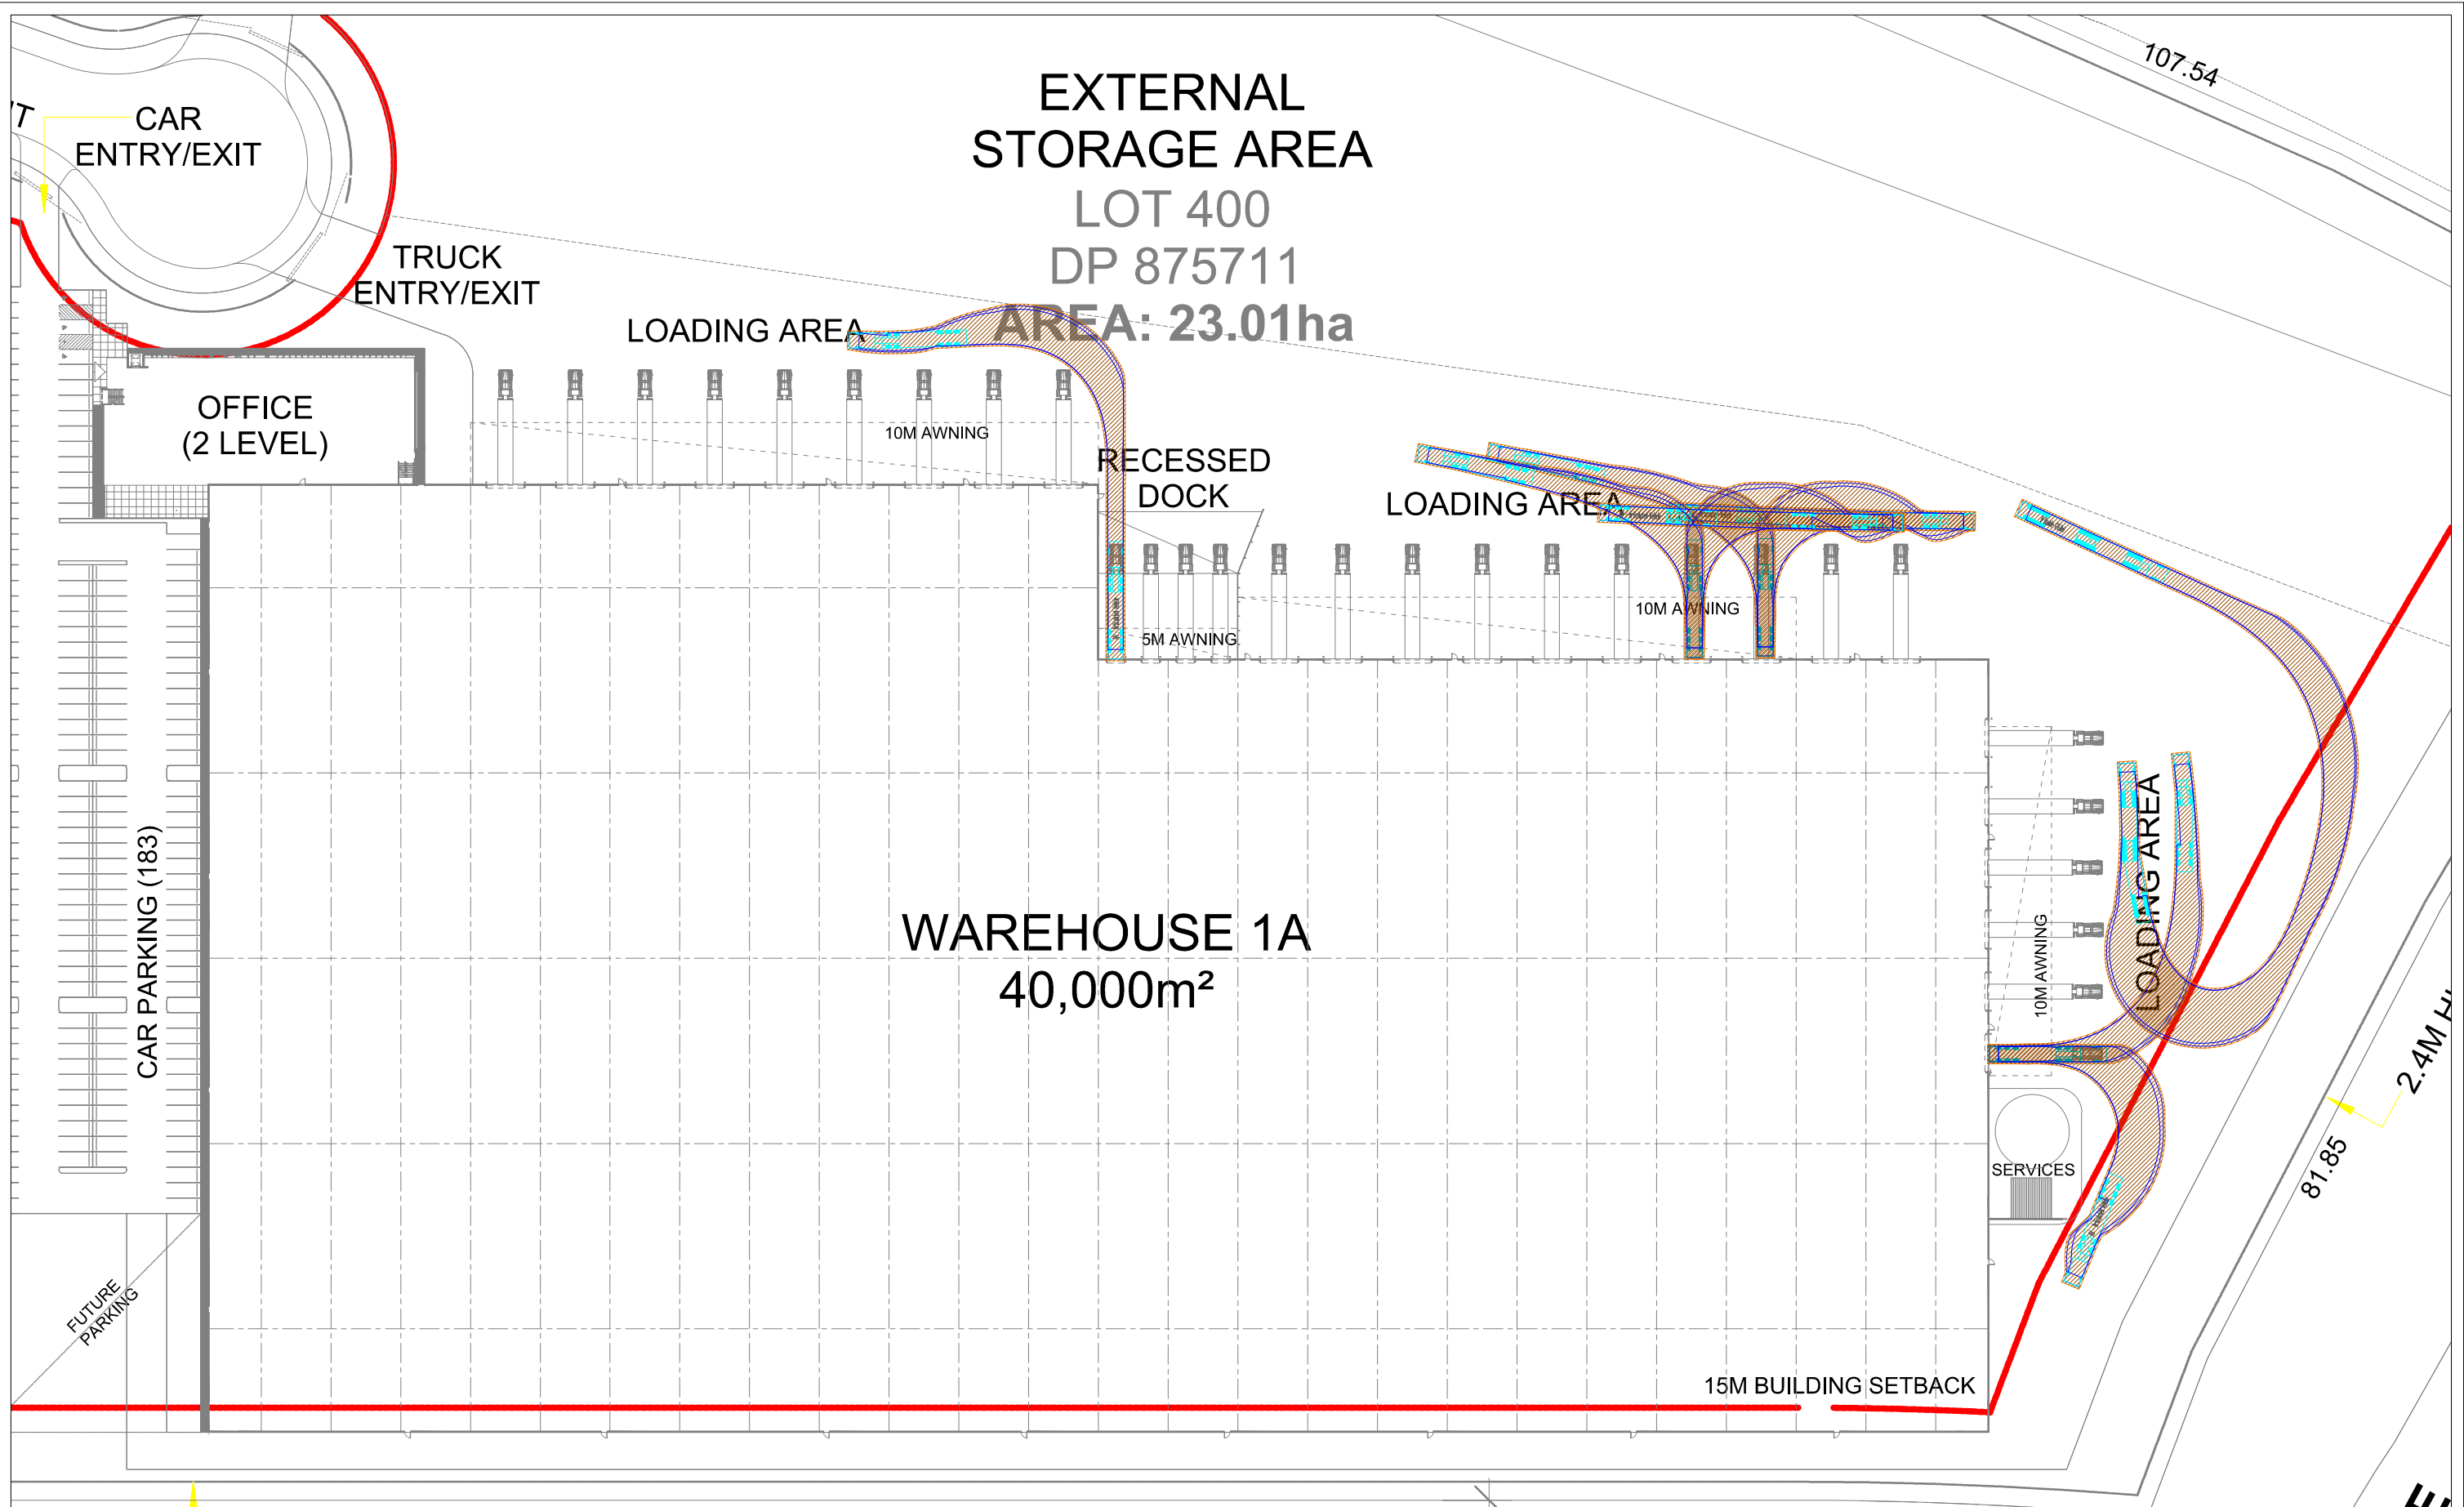 CAR
ENTRY/EXIT
EXTERNAL
STORAGE AREA
LOT 400
DP 875711
AREA: 23.01ha
107.54
TRUCK
ENTRY/EXIT
LOADING AREA
OFFICE
(2 LEVEL)
10M AWNING
RECESSED
DOCK
LOADING AREA
10M AWNING
5M AWNING
CAR PARKING (183)
WAREHOUSE 1A
40,000m²
LOADING AREA
10M AWNING
2.4M
81.85
SERVICES
FUTURE
PARKING
15M BUILDING SETBACK